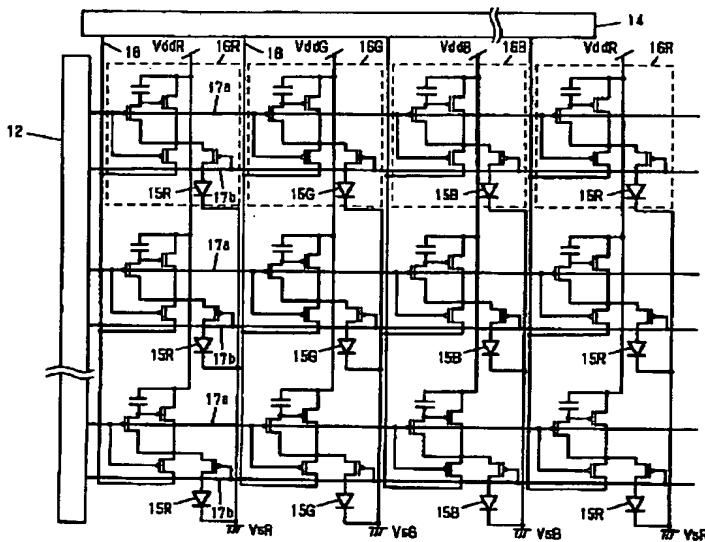 14
18 VddR 16R 18 VddG 16G VddB 16B VddR 16R
12
17a
15R 17b 15G 15B 15R
17a
15R 17b 15G 15B 15R
17a
15R 17b 15G 15B 15R
VsR VsG VsB VsR